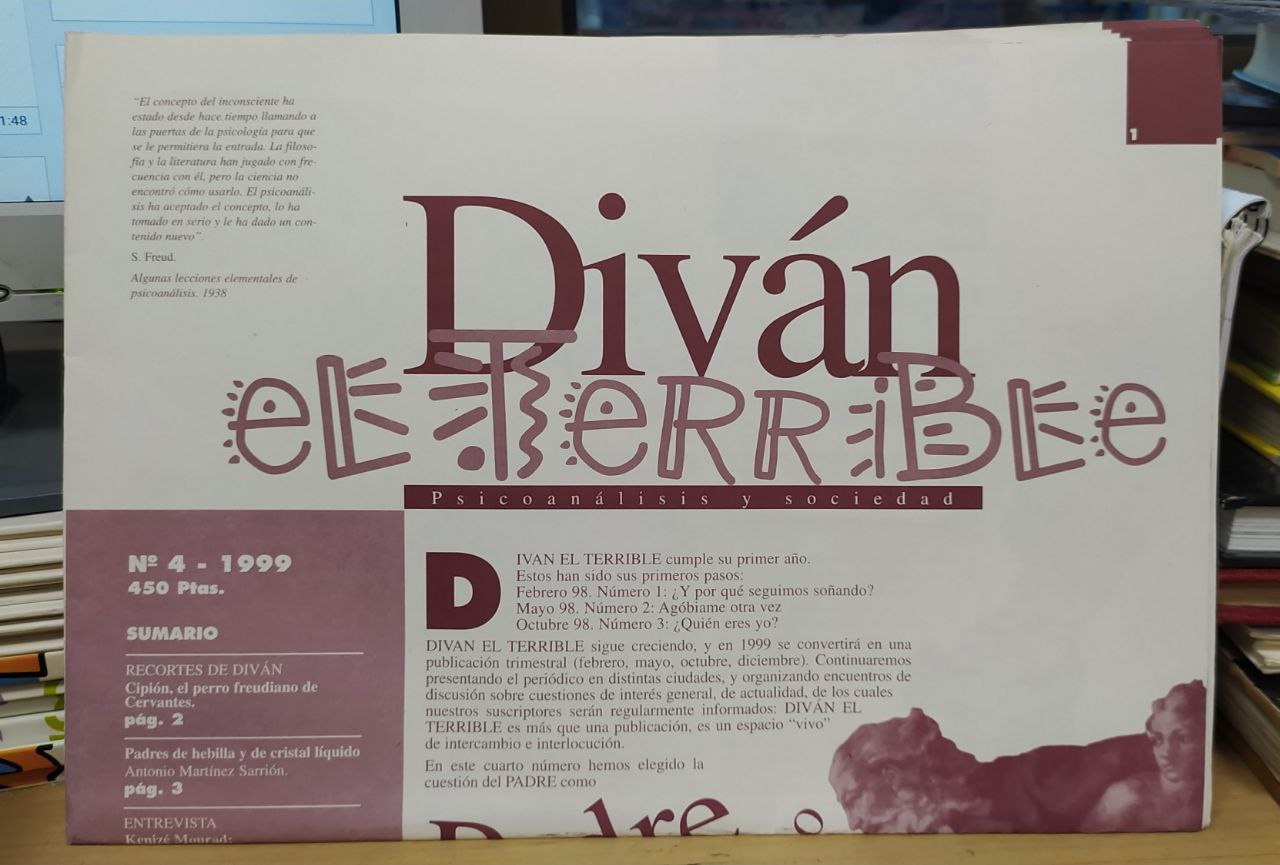 1:48
"El concepto del inconsciente ha
estado desde hace tiempo llamando a
las puertas de la psicología para que
se le permitiera la entrada. La filoso-
fía y la literatura han jugado con fre-
cuencia con él, pero la ciencia no
encontró cómo usarlo. El psicoanáli-
sis ha aceptado el concepto, lo ha
tomado en serio y le ha dado un con-
tenido nuevo".
S. Freud.
Algunas lecciones elementales de
psicoanálisis. 1938
1
Diván
el Terrible
Psicoanálisis y sociedad
Nº 4 - 1999
450 Ptas.
SUMARIO
RECORTES DE DIVÁN
Cipión, el perro freudiano de
Cervantes.
pág. 2
Padres de hebilla y de cristal líquido
Antonio Martínez Sarrión.
pág. 3
ENTREVISTA
Kenizé Mourad:
DIVAN EL TERRIBLE cumple su primer año.
Estos han sido sus primeros pasos:
Febrero 98. Número 1: ¿Y por qué seguimos soñando?
Mayo 98. Número 2: Agóbiame otra vez
Octubre 98. Número 3: ¿Quién eres yo?
DIVAN EL TERRIBLE sigue creciendo, y en 1999 se convertirá en una
publicación trimestral (febrero, mayo, octubre, diciembre). Continuaremos
presentando el periódico en distintas ciudades, y organizando encuentros de
discusión sobre cuestiones de interés general, de actualidad, de los cuales
nuestros suscriptores serán regularmente informados: DIVÁN EL
TERRIBLE es más que una publicación, es un espacio "vivo"
de intercambio e interlocución.
En este cuarto número hemos elegido la
cuestión del PADRE como
Padre o